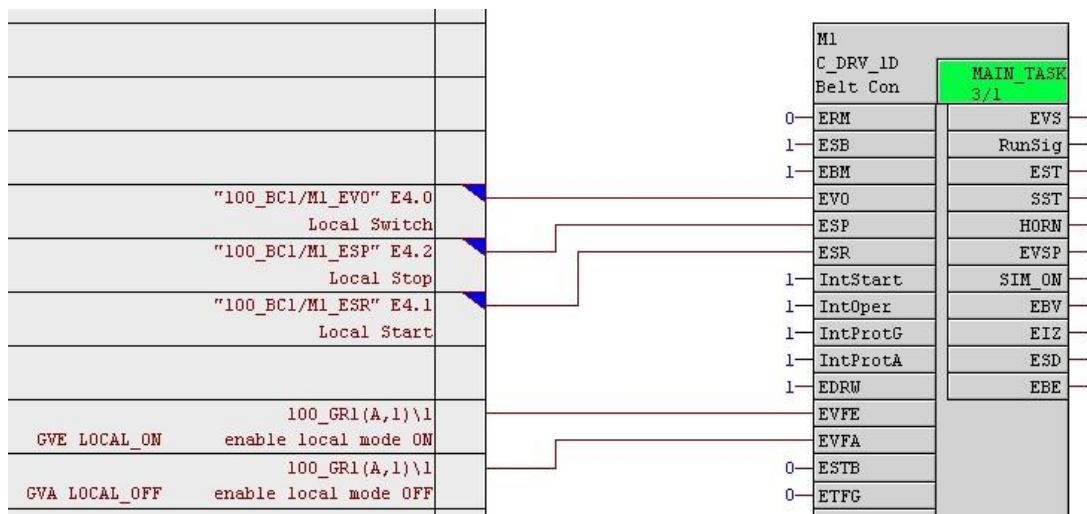 M1
C_DRV_1D
Belt Con
MAIN_TASK
3/1
0 ERM EVS
1 ESB RunSig
1 EBM EST
"100_BC1/M1_EVO" E4.0 EVO SST
Local Switch
"100_BC1/M1_ESP" E4.2 ESP HORN
Local Stop
"100_BC1/M1_ESR" E4.1 ESR EVSP
Local Start
1 IntStart SIM_ON
1 IntOper EBV
1 IntProtG EIZ
1 IntProtA ESD
1 EDRW EBE
100_GR1(A,1)\1 EVFE
GVE LOCAL_ON enable local mode ON
EVFA
100_GR1(A,1)\1
GVA LOCAL_OFF enable local mode OFF
0 ESTB
0 ETFG